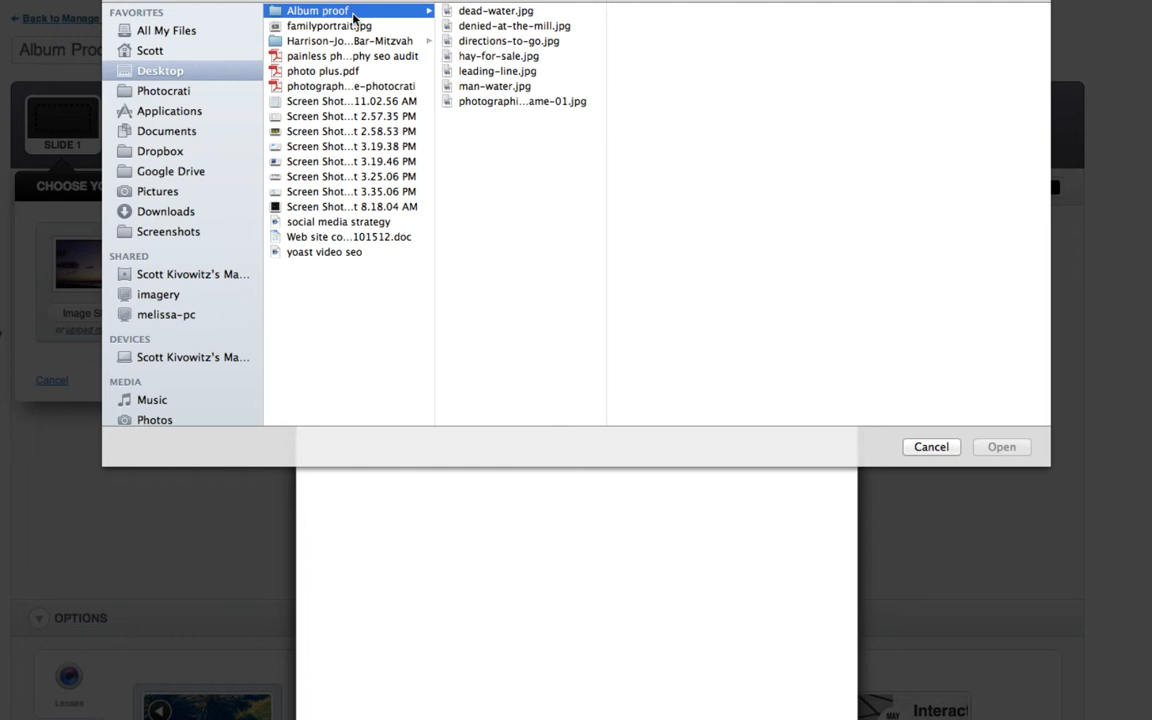 Back to Manage
Album Proo
SLIDE 1
CHOOSE YO
Image S
or upload m
Cancel
FAVORITES
All My Files
Scott
Desktop
Photocrati
Applications
Documents
Dropbox
Google Drive
Pictures
Downloads
Screenshots
SHARED
Scott Kivowitz's Ma...
imagery
melissa-pc
DEVICES
Scott Kivowitz's Ma...
MEDIA
Music
Photos
Album proof
familyportrait.jpg
Harrison-Jo...Bar-Mitzvah
painless ph...phy seo audit
photo plus.pdf
photograph...e-photocrati
Screen Shot...11.02.56 AM
Screen Shot...t 2.57.35 PM
Screen Shot...t 2.58.53 PM
Screen Shot...t 3.19.38 PM
Screen Shot...t 3.19.46 PM
Screen Shot...t 3.25.06 PM
Screen Shot...t 3.35.06 PM
Screen Shot...t 8.18.04 AM
social media strategy
Web site co...101512.doc
yoast video seo
dead-water.jpg
denied-at-the-mill.jpg
directions-to-go.jpg
hay-for-sale.jpg
leading-line.jpg
man-water.jpg
photographi...ame-01.jpg
Cancel
Open
OPTIONS
Lenses
MAY
Interact